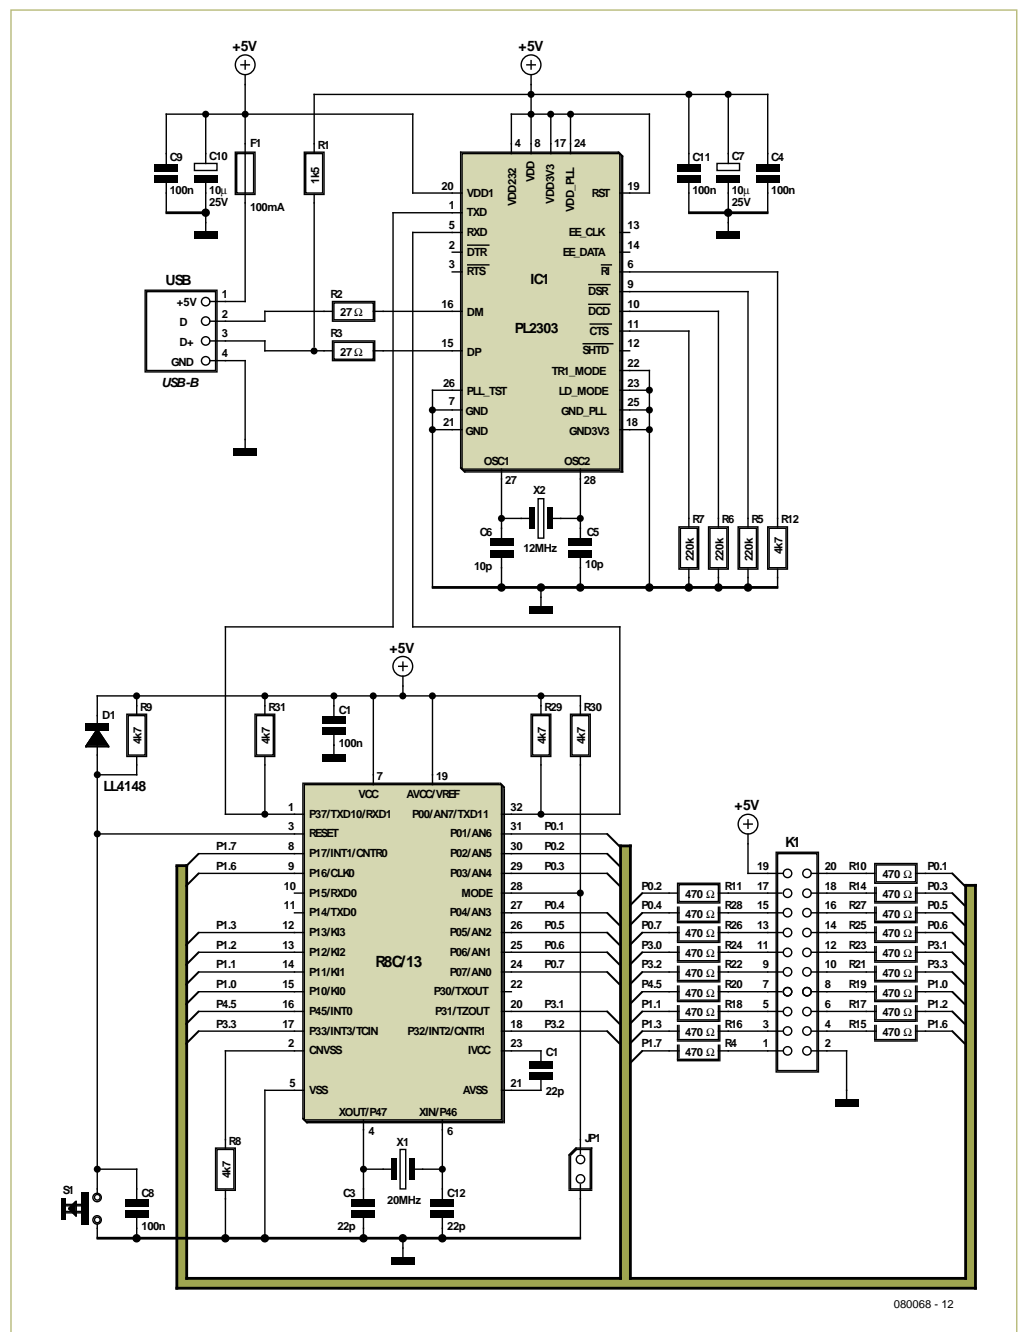 +5V
+5V
C9
100n
C10
10µ
25V
F1
100mA
R1
1k5
4
8
17
24
VDD232
VDD
VDD3V3
VDD_PLL
C11
100n
C7
10µ
25V
C4
100n
20
VDD1
RST
19
1
TXD
5
RXD
EE_CLK
13
2
DTR
EE_DATA
14
3
RTS
IC1
RI
6
DSR
9
USB
+5V
1
D
2
D+
3
GND
4
USB-B
R2
27 Ω
R3
27 Ω
16
DM
PL2303
DCD
10
CTS
11
15
DP
SHTD
12
TR1_MODE
22
26
PLL_TST
LD_MODE
23
7
GND
GND_PLL
25
21
GND
GND3V3
18
OSC1
OSC2
27
28
X2
12MHz
C6
10p
C5
10p
R7
220k
R6
220k
R5
220k
R12
4k7
+5V
D1
LL4148
R9
4k7
R31
4k7
C1
100n
R29
4k7
R30
4k7
7
19
VCC
AVCC/VREF
1
P37/TXD10/RXD1
P00/AN7/TXD11
32
3
RESET
P01/AN6
31
P0.1
P1.7
8
P17/INT1/CNTR0
P02/AN5
30
P0.2
P1.6
9
P16/CLK0
P03/AN4
29
P0.3
10
P15/RXD0
MODE
28
11
P14/TXD0
P04/AN3
27
P0.4
P1.3
12
P13/KI3
P05/AN2
26
P0.5
P1.2
13
P12/KI2
P06/AN1
25
P0.6
P1.1
14
P11/KI1
R8C/13
P07/AN0
24
P0.7
P1.0
15
P10/KI0
P30/TXOUT
22
P4.5
16
P45/INT0
P31/TZOUT
20
P3.1
P3.3
17
P33/INT3/TCIN
P32/INT2/CNTR1
18
P3.2
2
CNVSS
IVCC
23
C1
22p
5
VSS
AVSS
21
XOUT/P47
XIN/P46
4
6
R8
4k7
X1
20MHz
C3
22p
C12
22p
JP1
S1
C8
100n
+5V
K1
19
20
R10
470 Ω
P0.1
P0.2
470 Ω
R11
17
18
R14
470 Ω
P0.3
P0.4
470 Ω
R28
15
16
R27
470 Ω
P0.5
P0.7
470 Ω
R26
13
14
R25
470 Ω
P0.6
P3.0
470 Ω
R24
11
12
R23
470 Ω
P3.1
P3.2
470 Ω
R22
9
10
R21
470 Ω
P3.3
P4.5
470 Ω
R20
7
8
R19
470 Ω
P1.0
P1.1
470 Ω
R18
5
6
R17
470 Ω
P1.2
P1.3
470 Ω
R16
3
4
R15
470 Ω
P1.6
P1.7
470 Ω
R4
1
2
080068 - 12